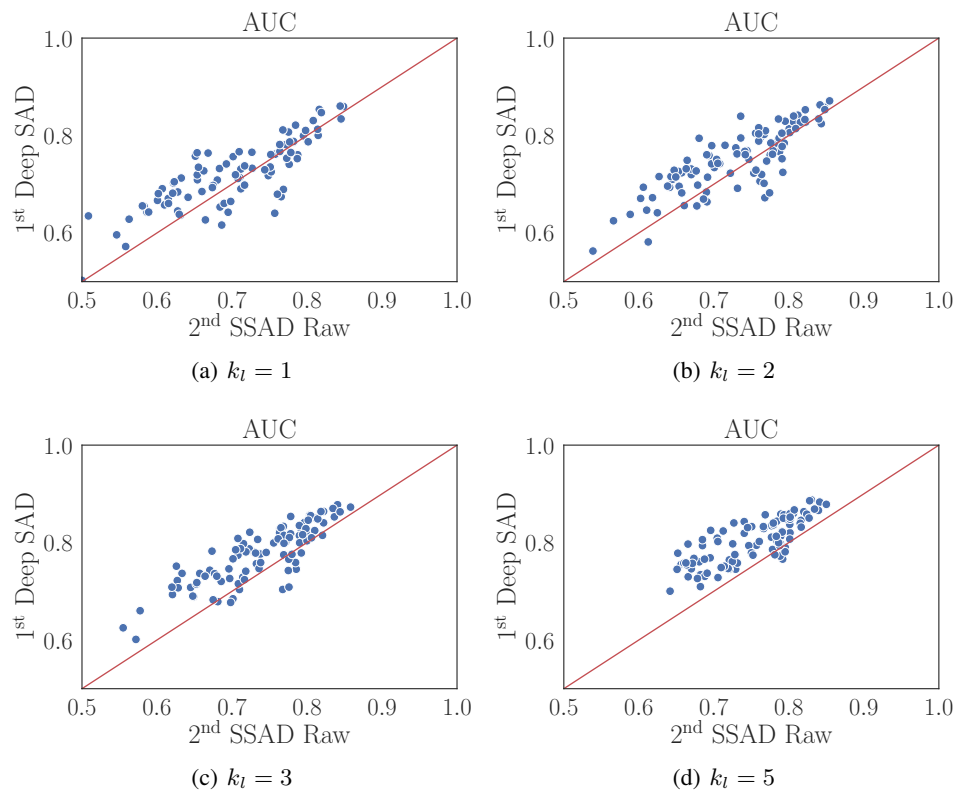 AUC
1.0
0.8
0.6
1st Deep SAD
0.5 0.6 0.7 0.8 0.9 1.0
2nd SSAD Raw
(a) k_l = 1
AUC
1.0
0.8
0.6
1st Deep SAD
0.5 0.6 0.7 0.8 0.9 1.0
2nd SSAD Raw
(b) k_l = 2
AUC
1.0
0.8
0.6
1st Deep SAD
0.5 0.6 0.7 0.8 0.9 1.0
2nd SSAD Raw
(c) k_l = 3
AUC
1.0
0.8
0.6
1st Deep SAD
0.5 0.6 0.7 0.8 0.9 1.0
2nd SSAD Raw
(d) k_l = 5